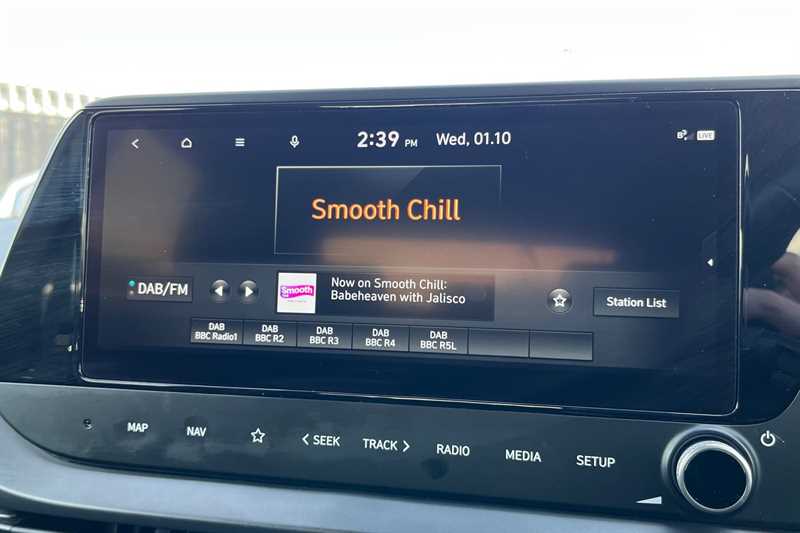 2:39 PM Wed, 01.10
LIVE
Smooth Chill
DAB/FM
Smooth
Now on Smooth Chill:
Babeheaven with Jalisco
Station List
DAB
BBC Radio1
DAB
BBC R2
DAB
BBC R3
DAB
BBC R4
DAB
BBC R5L
MAP
NAV
< SEEK
TRACK >
RADIO
MEDIA
SETUP